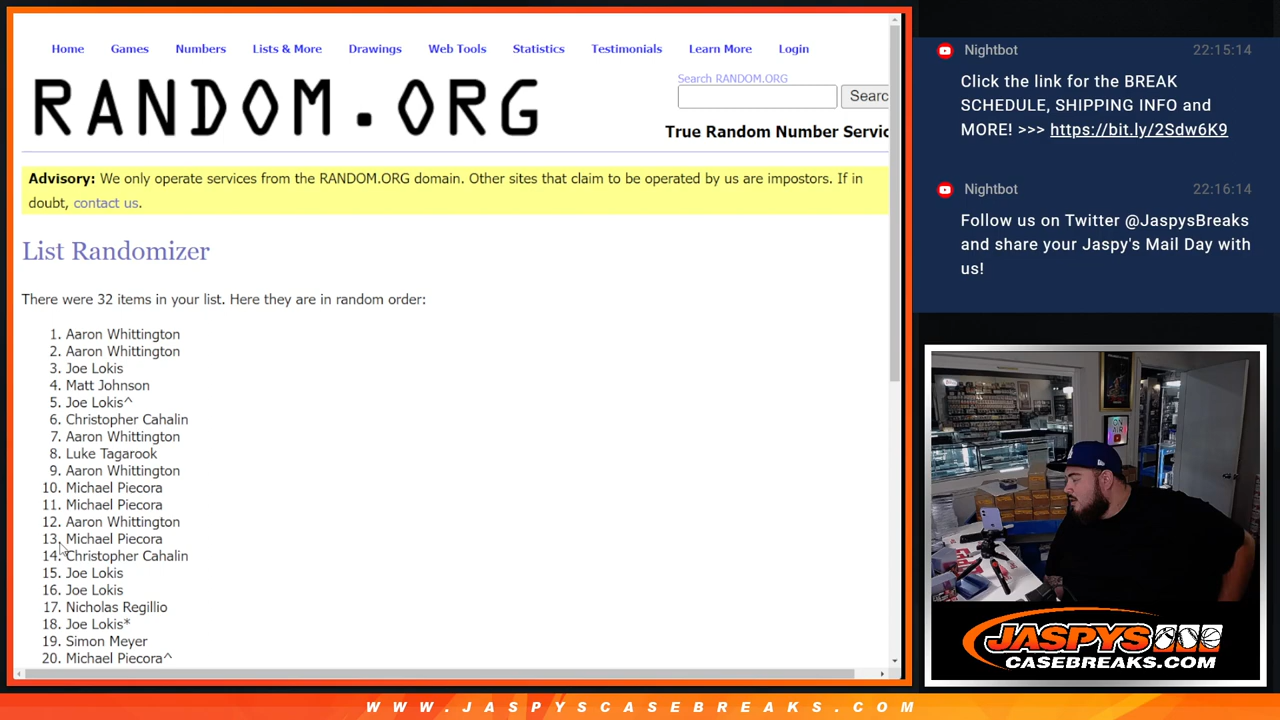 Home Games Numbers Lists & More Drawings Web Tools Statistics Testimonials Learn More Login
RANDOM.ORG
Search RANDOM.ORG
Searc
True Random Number Servic
Advisory: We only operate services from the RANDOM.ORG domain. Other sites that claim to be operated by us are impostors. If in
doubt, contact us.
List Randomizer
There were 32 items in your list. Here they are in random order:
1. Aaron Whittington
2. Aaron Whittington
3. Joe Lokis
4. Matt Johnson
5. Joe Lokis^
6. Christopher Cahalin
7. Aaron Whittington
8. Luke Tagarook
9. Aaron Whittington
10. Michael Piecora
11. Michael Piecora
12. Aaron Whittington
13. Michael Piecora
14. Christopher Cahalin
15. Joe Lokis
16. Joe Lokis
17. Nicholas Regillio
18. Joe Lokis*
19. Simon Meyer
20. Michael Piecora^
Nightbot 22:15:14
Click the link for the BREAK
SCHEDULE, SHIPPING INFO and
MORE! >>> https://bit.ly/2Sdw6K9
Nightbot 22:16:14
Follow us on Twitter @JaspysBreaks
and share your Jaspy's Mail Day with
us!
ON
AIR
JASPYS
CASEBREAKS.COM
WWW.JASPYSCASEBREAKS.COM